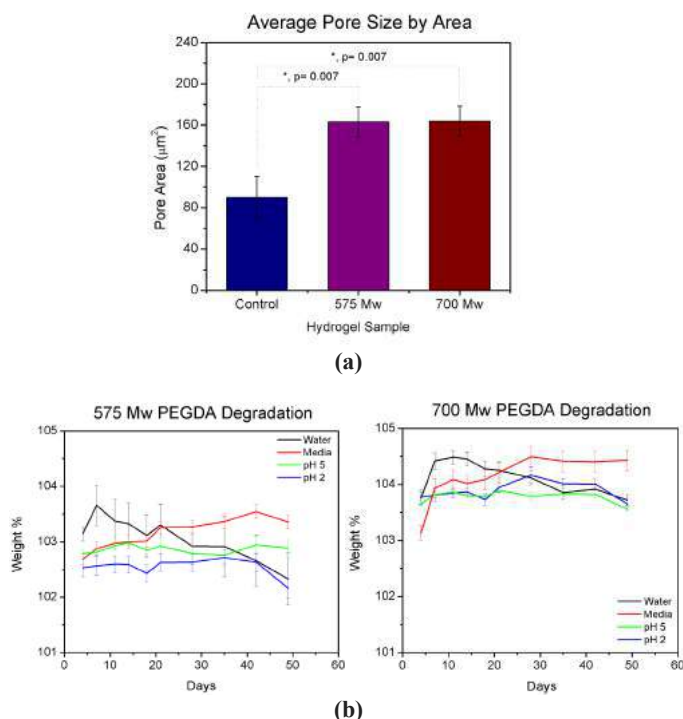 Average Pore Size by Area
240
200
160
120
80
40
0
Pore Area (μm²)
*, p= 0.007
*, p= 0.007
Control 575 Mw 700 Mw
Hydrogel Sample
(a)
575 Mw PEGDA Degradation
105
104
103
102
101
Weight %
Water
Media
pH 5
pH 2
0 10 20 30 40 50 60
Days
700 Mw PEGDA Degradation
105
104
103
102
101
Weight %
Water
Media
pH 5
pH 2
0 10 20 30 40 50 60
Days
(b)